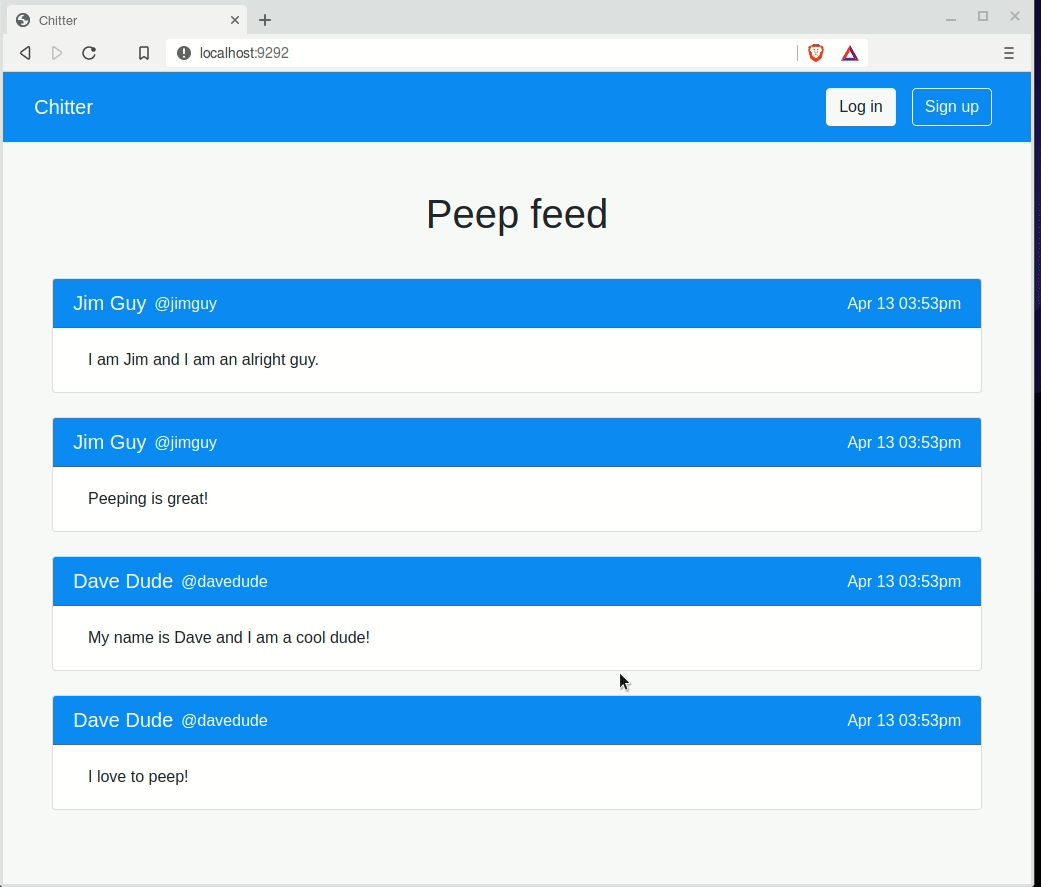 Chitter
localhost:9292
Chitter
Log in
Sign up
Peep feed
Jim Guy @jimguy Apr 13 03:53pm
I am Jim and I am an alright guy.
Jim Guy @jimguy Apr 13 03:53pm
Peeping is great!
Dave Dude @davedude Apr 13 03:53pm
My name is Dave and I am a cool dude!
Dave Dude @davedude Apr 13 03:53pm
I love to peep!